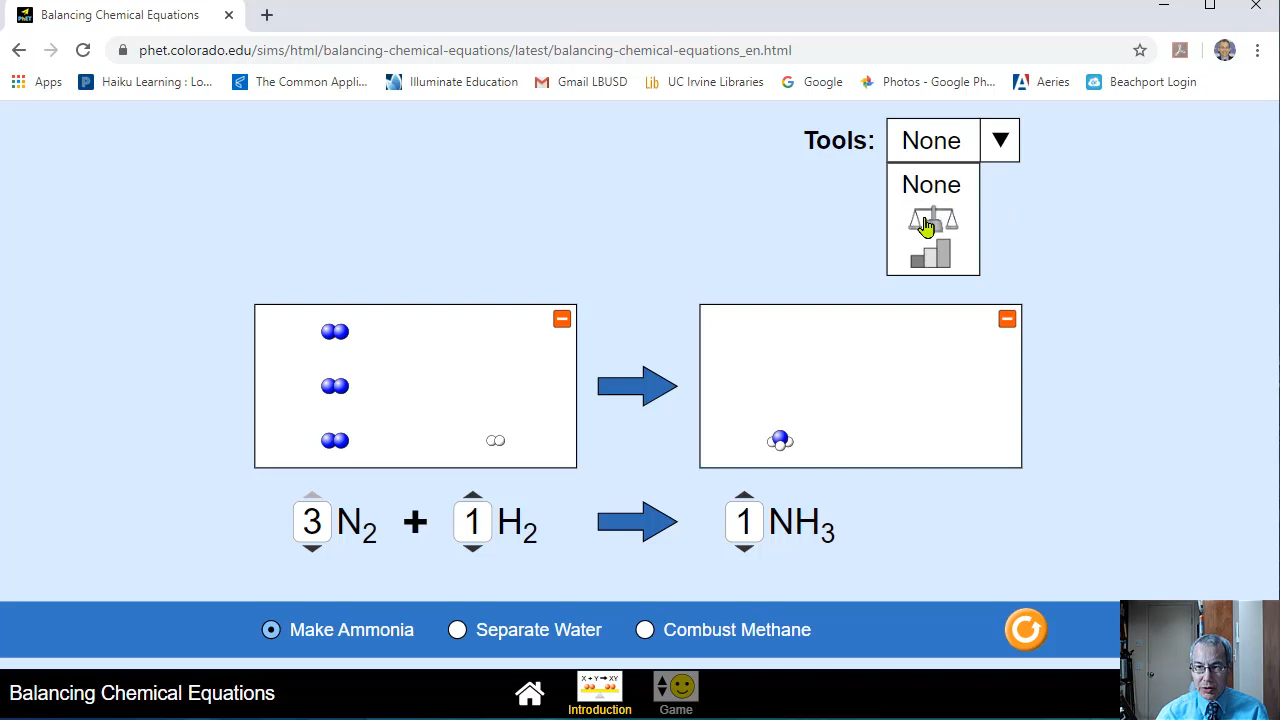 Balancing Chemical Equations
phet.colorado.edu/sims/html/balancing-chemical-equations/latest/balancing-chemical-equations_en.html
Apps Haiku Learning : Lo... The Common Applic... Illuminate Education Gmail LBUSD UC Irvine Libraries Google Photos - Google Ph... Aeries Beachport Login
Tools: None
None
3 N2 + 1 H2 1 NH3
Make Ammonia Separate Water Combust Methane
X + Y → XY
Balancing Chemical Equations Introduction Game